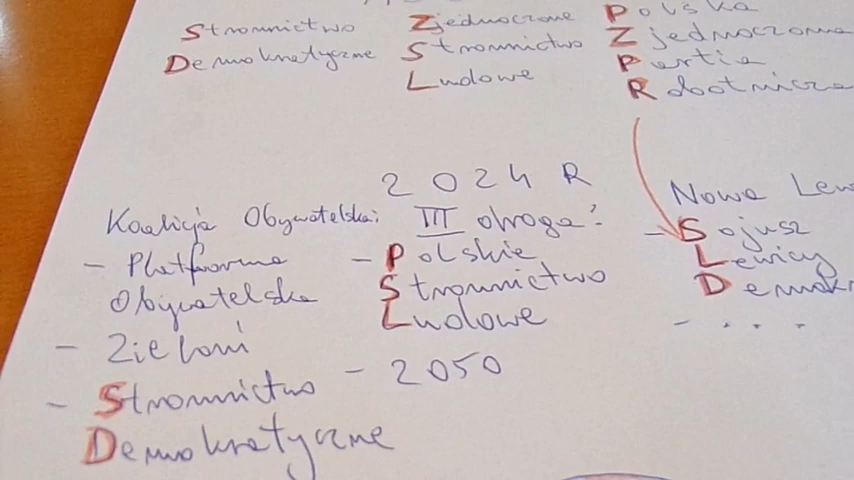 Stronnictwo
Demokratyczne
Zjednoczone
Stronnictwo
Ludowe
Polska
Zjednoczona
Partia
Robotnicza
2024 R
Koalicja Obywatelska:
- Platforma
Obywatelska
- Zieloni
- Stronnictwo
Demokratyczne
III droga:
- Polskie
Stronnictwo
Ludowe
- 2050
Nowa Lew
- Sojusz
Lewicy
Demokr
- . . .